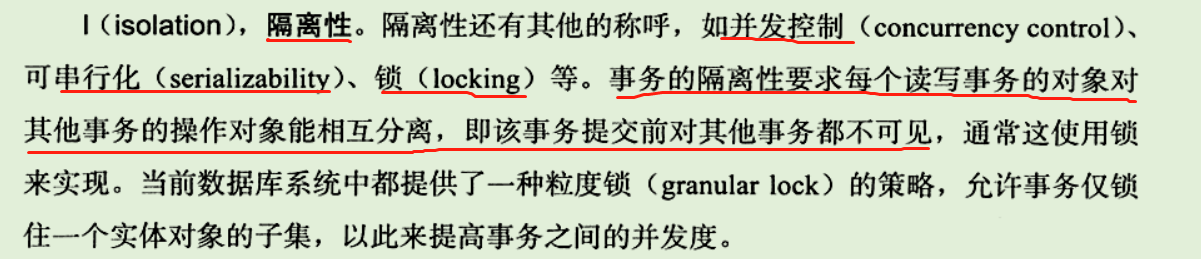 I（isolation），隔离性。隔离性还有其他的称呼，如并发控制（concurrency control）、
可串行化（serializability）、锁（locking）等。事务的隔离性要求每个读写事务的对象对
其他事务的操作对象能相互分离，即该事务提交前对其他事务都不可见，通常这使用锁
来实现。当前数据库系统中都提供了一种粒度锁（granular lock）的策略，允许事务仅锁
住一个实体对象的子集，以此来提高事务之间的并发度。